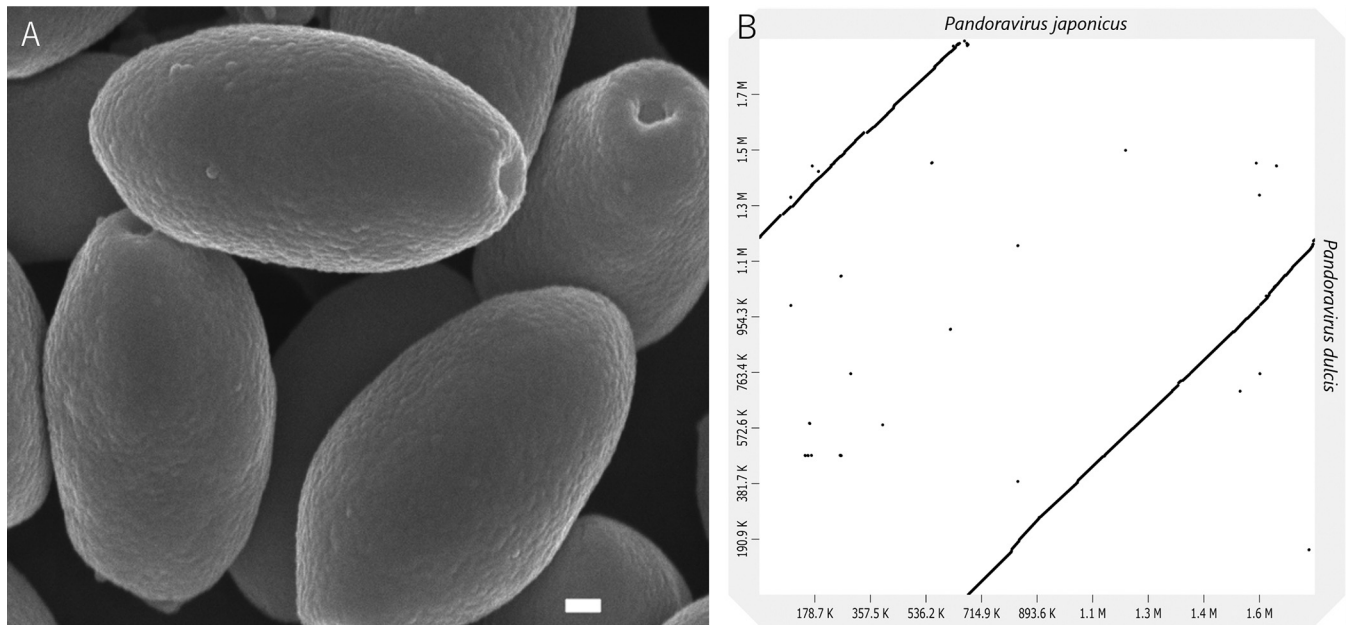 A
B
Pandoravirus japonicus
1.7 M
1.5 M
1.3 M
1.1 M
954.3 K
763.4 K
572.6 K
381.7 K
190.9 K
Pandoravirus dulcis
178.7 K 357.5 K 536.2 K 714.9 K 893.6 K 1.1 M 1.3 M 1.4 M 1.6 M